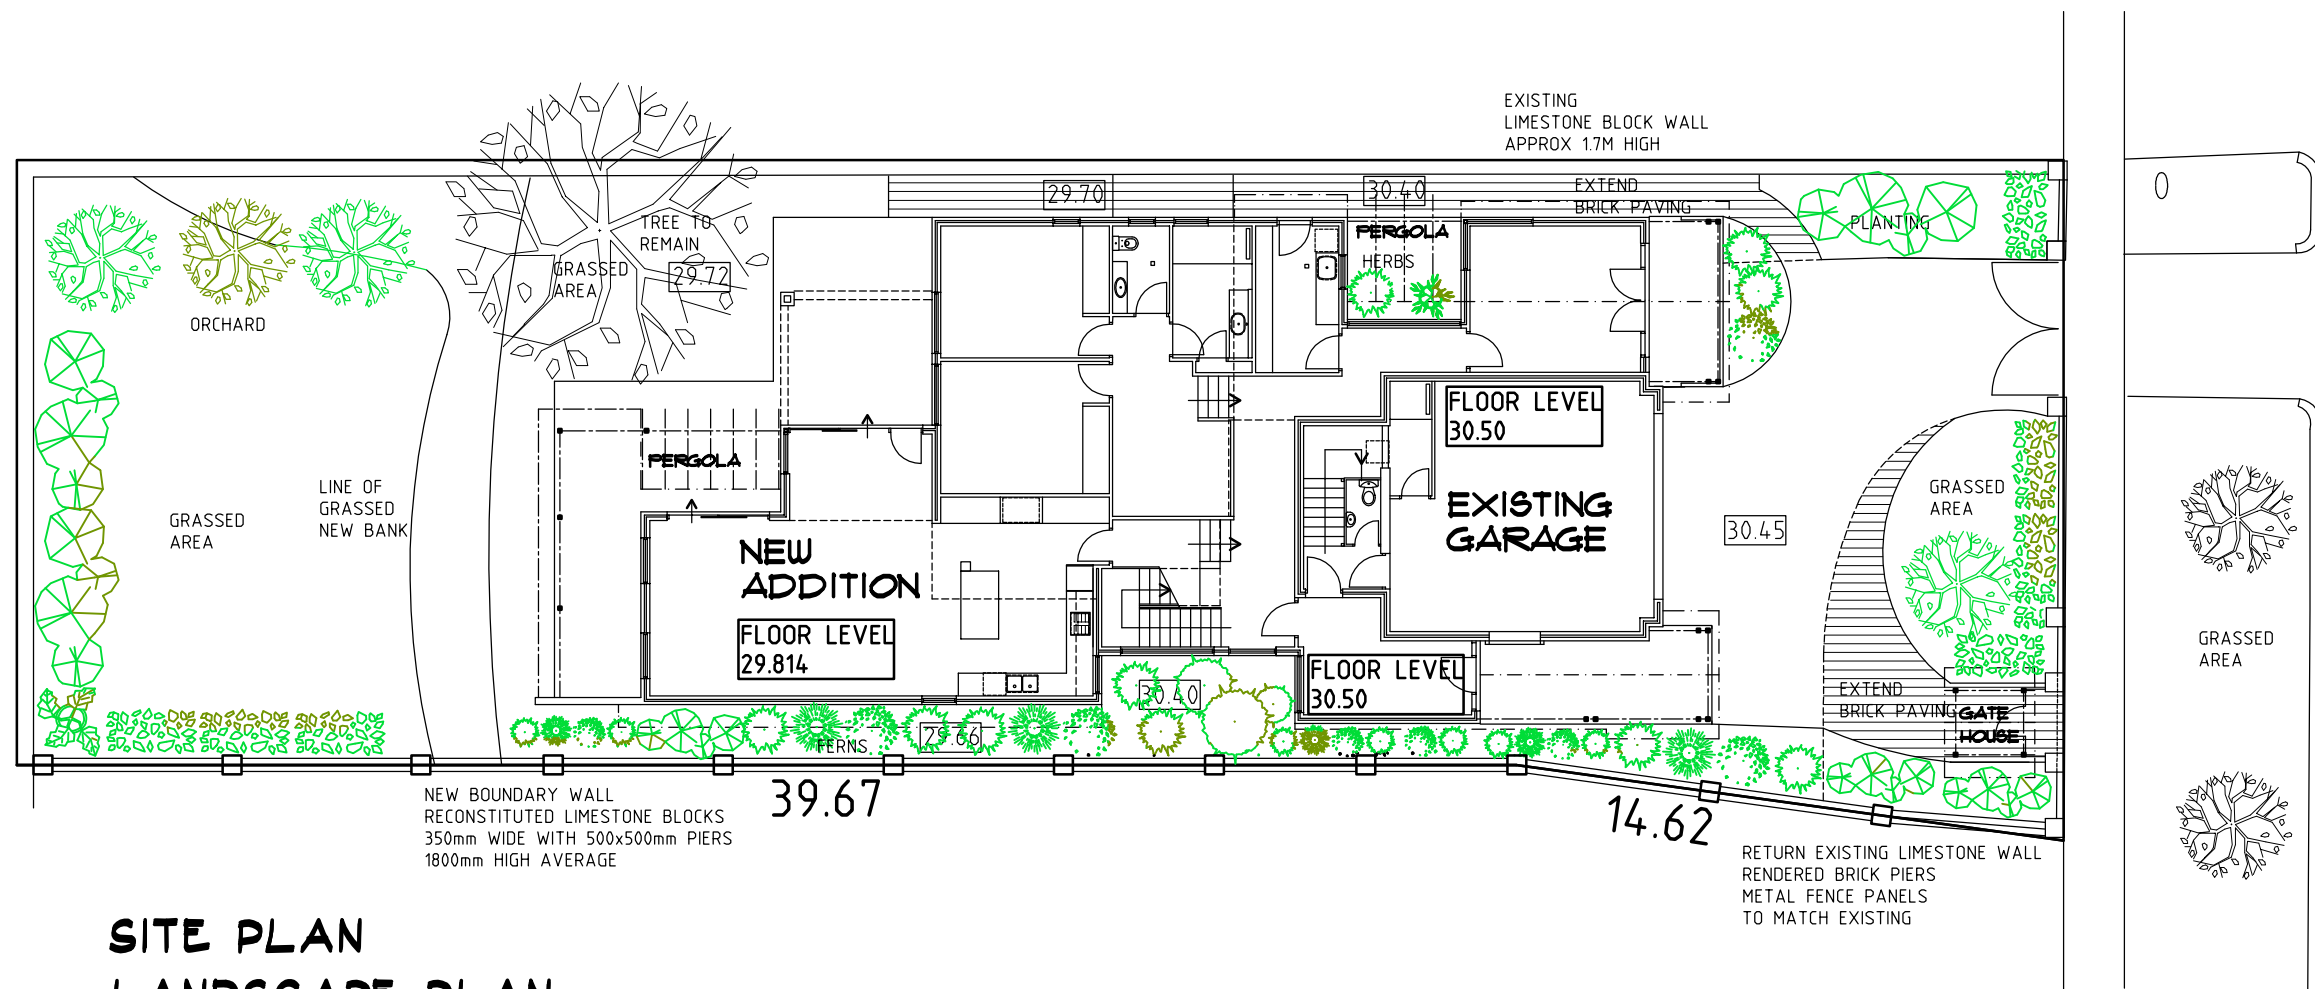 EXISTING
LIMESTONE BLOCK WALL
APPROX 1.7M HIGH
29.70
30.40
EXTEND
BRICK PAVING
PLANTING
TREE TO
REMAIN
GRASSED
AREA
29.72
PERGOLA
HERBS
ORCHARD
FLOOR LEVEL
30.50
PERGOLA
LINE OF
GRASSED
NEW BANK
GRASSED
AREA
EXISTING
GARAGE
30.45
GRASSED
AREA
NEW
ADDITION
FLOOR LEVEL
29.814
GRASSED
AREA
FLOOR LEVEL
30.50
30.40
EXTEND
BRICK PAVING
GATE
HOUSE
29.66
FERNS
39.67
14.62
NEW BOUNDARY WALL
RECONSTITUTED LIMESTONE BLOCKS
350mm WIDE WITH 500x500mm PIERS
1800mm HIGH AVERAGE
RETURN EXISTING LIMESTONE WALL
RENDERED BRICK PIERS
METAL FENCE PANELS
TO MATCH EXISTING
SITE PLAN
LANDSCAPE PLAN